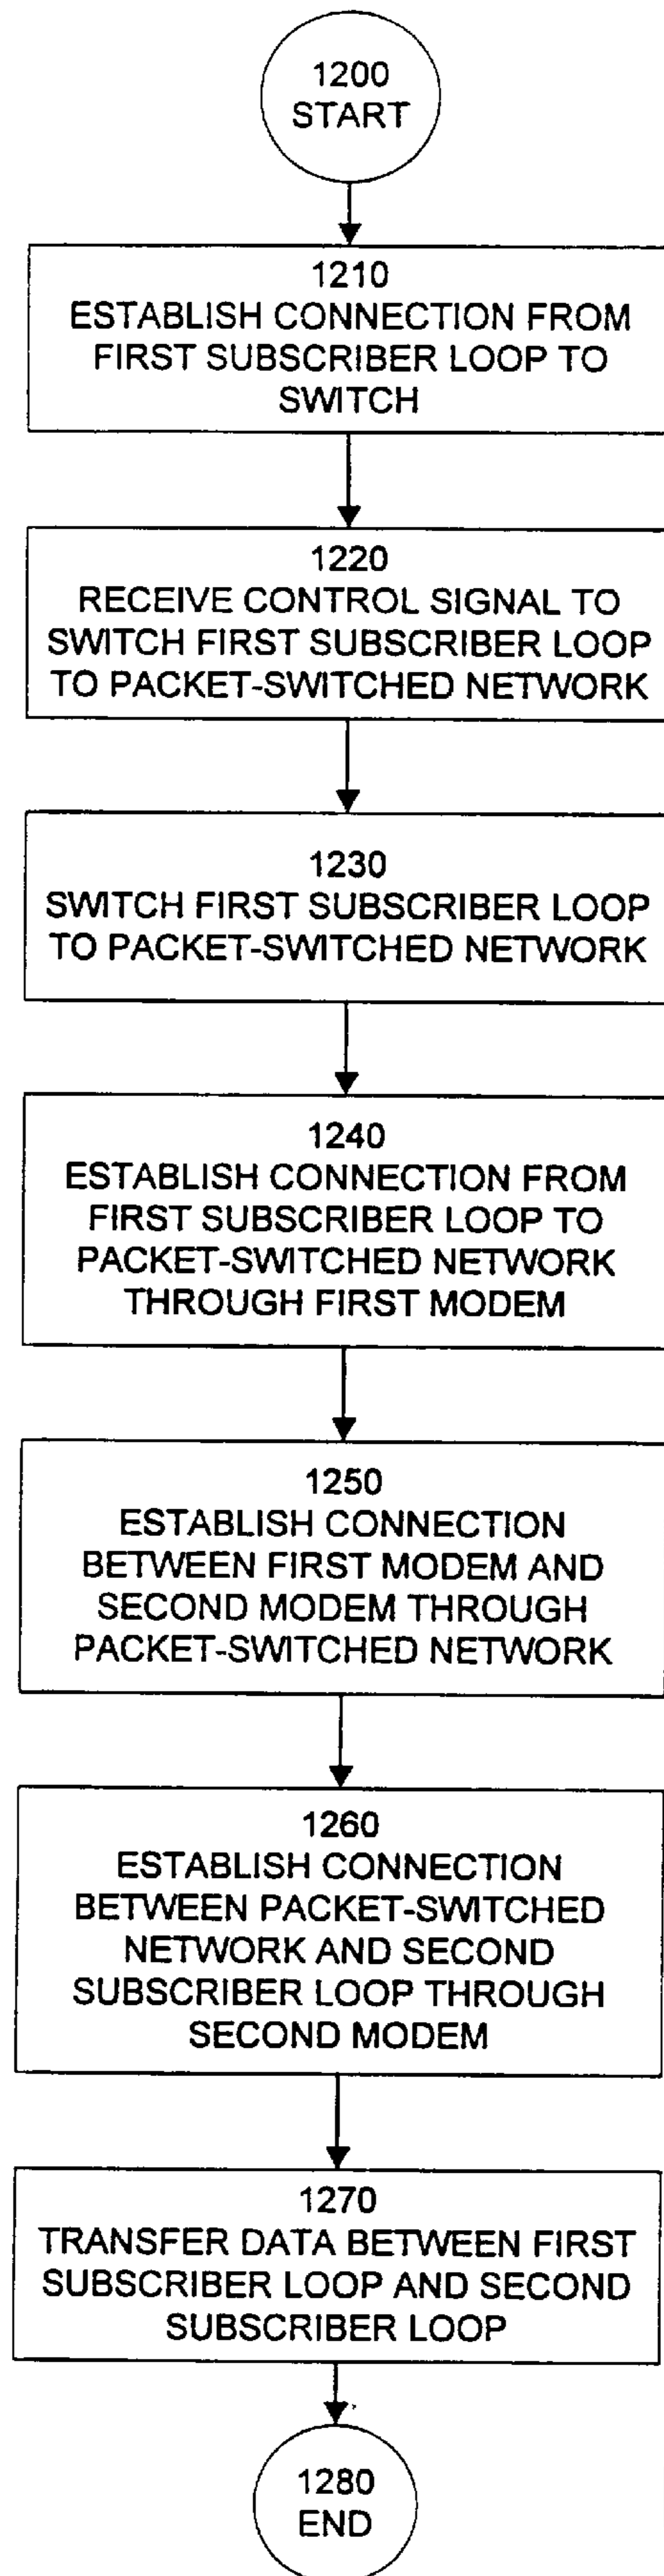 1200
START
1210
ESTABLISH CONNECTION FROM
FIRST SUBSCRIBER LOOP TO
SWITCH
1220
RECEIVE CONTROL SIGNAL TO
SWITCH FIRST SUBSCRIBER LOOP
TO PACKET-SWITCHED NETWORK
1230
SWITCH FIRST SUBSCRIBER LOOP
TO PACKET-SWITCHED NETWORK
1240
ESTABLISH CONNECTION FROM
FIRST SUBSCRIBER LOOP TO
PACKET-SWITCHED NETWORK
THROUGH FIRST MODEM
1250
ESTABLISH CONNECTION
BETWEEN FIRST MODEM AND
SECOND MODEM THROUGH
PACKET-SWITCHED NETWORK
1260
ESTABLISH CONNECTION
BETWEEN PACKET-SWITCHED
NETWORK AND SECOND
SUBSCRIBER LOOP THROUGH
SECOND MODEM
1270
TRANSFER DATA BETWEEN FIRST
SUBSCRIBER LOOP AND SECOND
SUBSCRIBER LOOP
1280
END